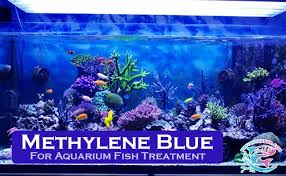 METHYLENE BLUE
FOR AQUARIUM FISH TREATMENT